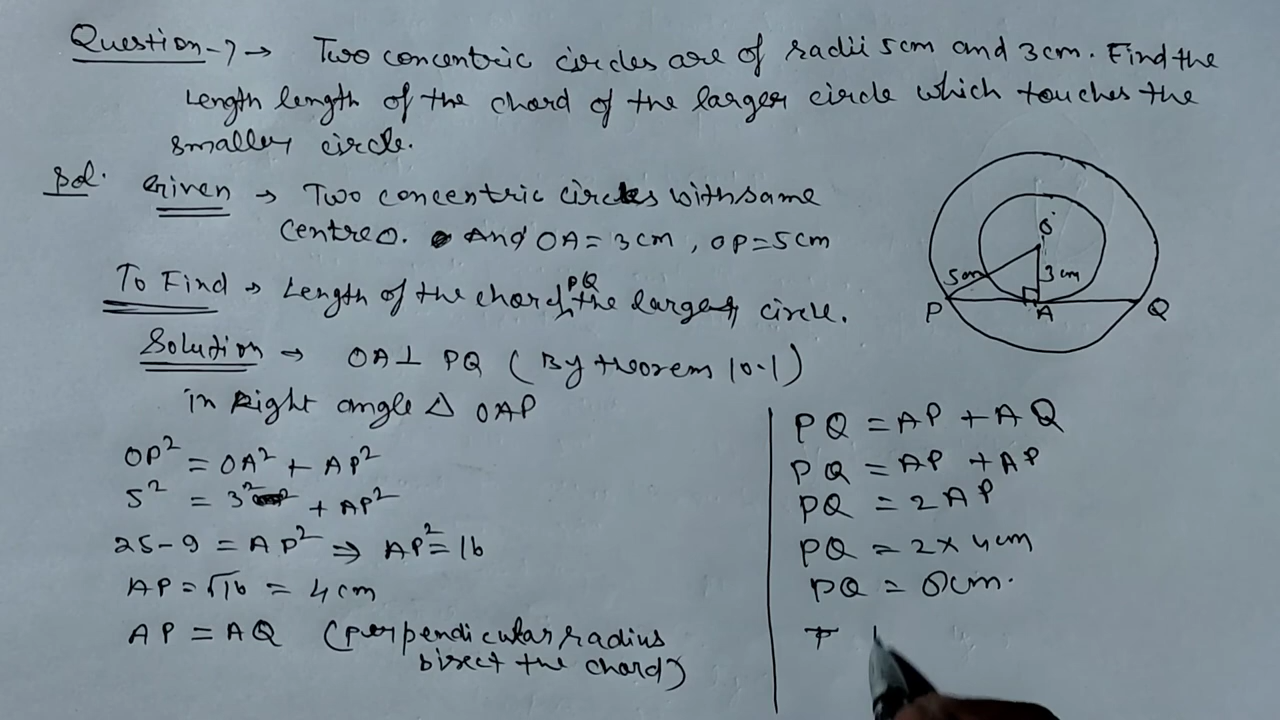 Question-7 → Two concentric circles are of radii 5cm and 3cm. Find the
Length length of the chord of the larger circle which touches the
smaller circle.
Sol. Given → Two concentric circles with same
Centre O. And OA = 3cm, OP = 5cm
To Find → Length of the chord PQ the larger circle.
Solution → OA ⊥ PQ (By theorem 10.1)
in Right angle △ OAP
OP² = OA² + AP²
5² = 3² + AP²
25-9 = AP² ⇒ AP² = 16
AP = √16 = 4cm
AP = AQ (perpendicular radius
bisect the chord)
O
5cm
3cm
P
A
Q
PQ = AP + AQ
PQ = AP + AP
PQ = 2AP
PQ = 2 × 4cm
PQ = 8cm.